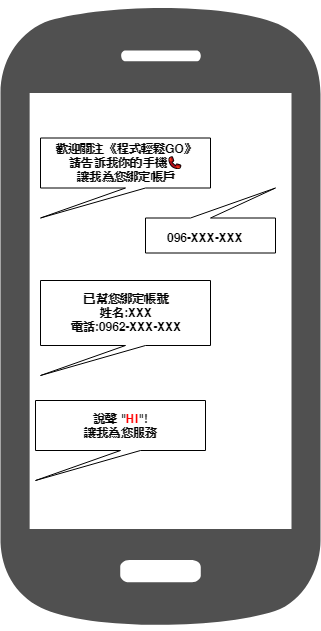 歡迎關注《程式輕鬆GO》
請告訴我你的手機
讓我為您綁定帳戶
096-XXX-XXX
已幫您綁定帳號
姓名:XXX
電話:0962-XXX-XXX
說聲 "HI"!
讓我為您服務